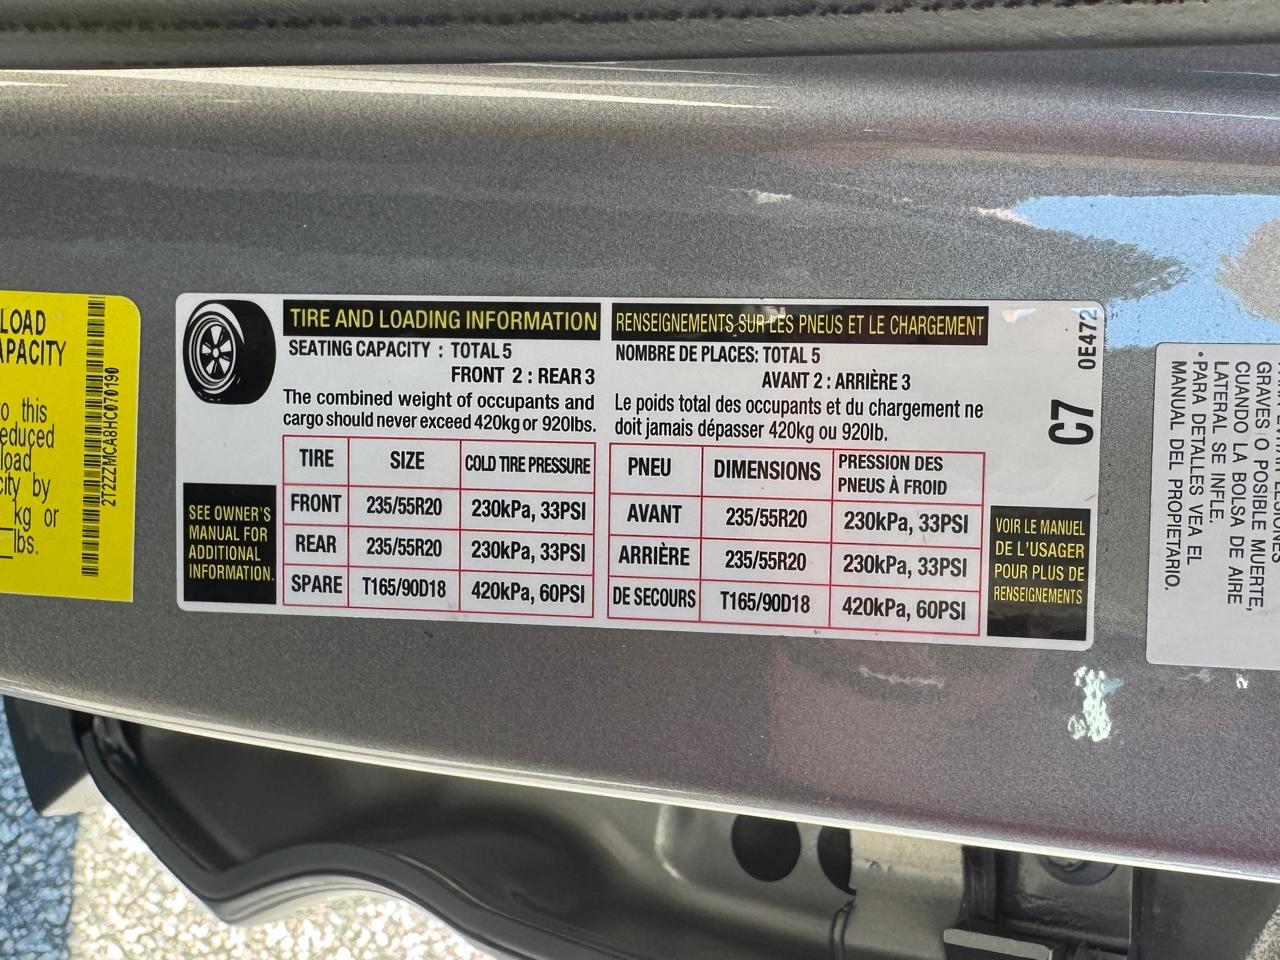 LOAD
CAPACITY
to this
reduced
load
city by
kg or
lbs.
2T2ZZMCA8HC070190
TIRE AND LOADING INFORMATION
SEATING CAPACITY : TOTAL 5
FRONT 2 : REAR 3
The combined weight of occupants and
cargo should never exceed 420kg or 920lbs.
TIRE SIZE COLD TIRE PRESSURE
FRONT 235/55R20 230kPa, 33PSI
REAR 235/55R20 230kPa, 33PSI
SPARE T165/90D18 420kPa, 60PSI
SEE OWNER'S
MANUAL FOR
ADDITIONAL
INFORMATION.
RENSEIGNEMENTS SUR LES PNEUS ET LE CHARGEMENT
NOMBRE DE PLACES: TOTAL 5
AVANT 2 : ARRIÈRE 3
Le poids total des occupants et du chargement ne
doit jamais dépasser 420kg ou 920lb.
PNEU DIMENSIONS PRESSION DES
PNEUS À FROID
AVANT 235/55R20 230kPa, 33PSI
ARRIÈRE 235/55R20 230kPa, 33PSI
DE SECOURS T165/90D18 420kPa, 60PSI
VOIR LE MANUEL
DE L'USAGER
POUR PLUS DE
RENSEIGNEMENTS
0E472
C7
GRAVES O POSIBLE MUERTE,
CUANDO LA BOLSA DE AIRE
LATERAL SE INFLE.
• PARA DETALLES VEA EL
MANUAL DEL PROPIETARIO.